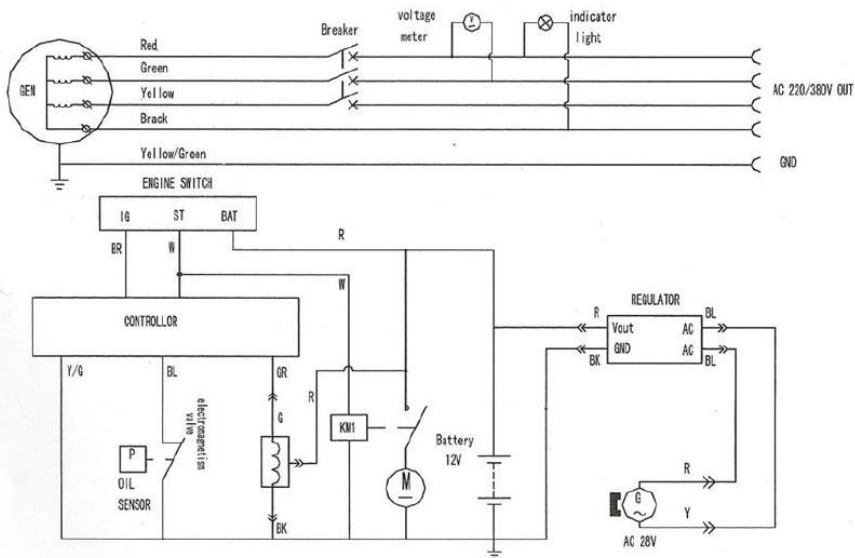 voltage
meter
V
indicator
light
Breaker
Red
Green
GEN
Yellow
AC 220/380V OUT
Brack
Yellow/Green
GND
ENGINE SWITCH
IG ST BAT
R
BR W
W
REGULATOR
CONTROLLOR
R Vout AC BL
BK GND AC BL
Y/G BL GR
electromagnetism
valve
R
G
KM1
P
OIL
SENSOR
Battery
12V
M
R
G
Y
BK
AC 28V